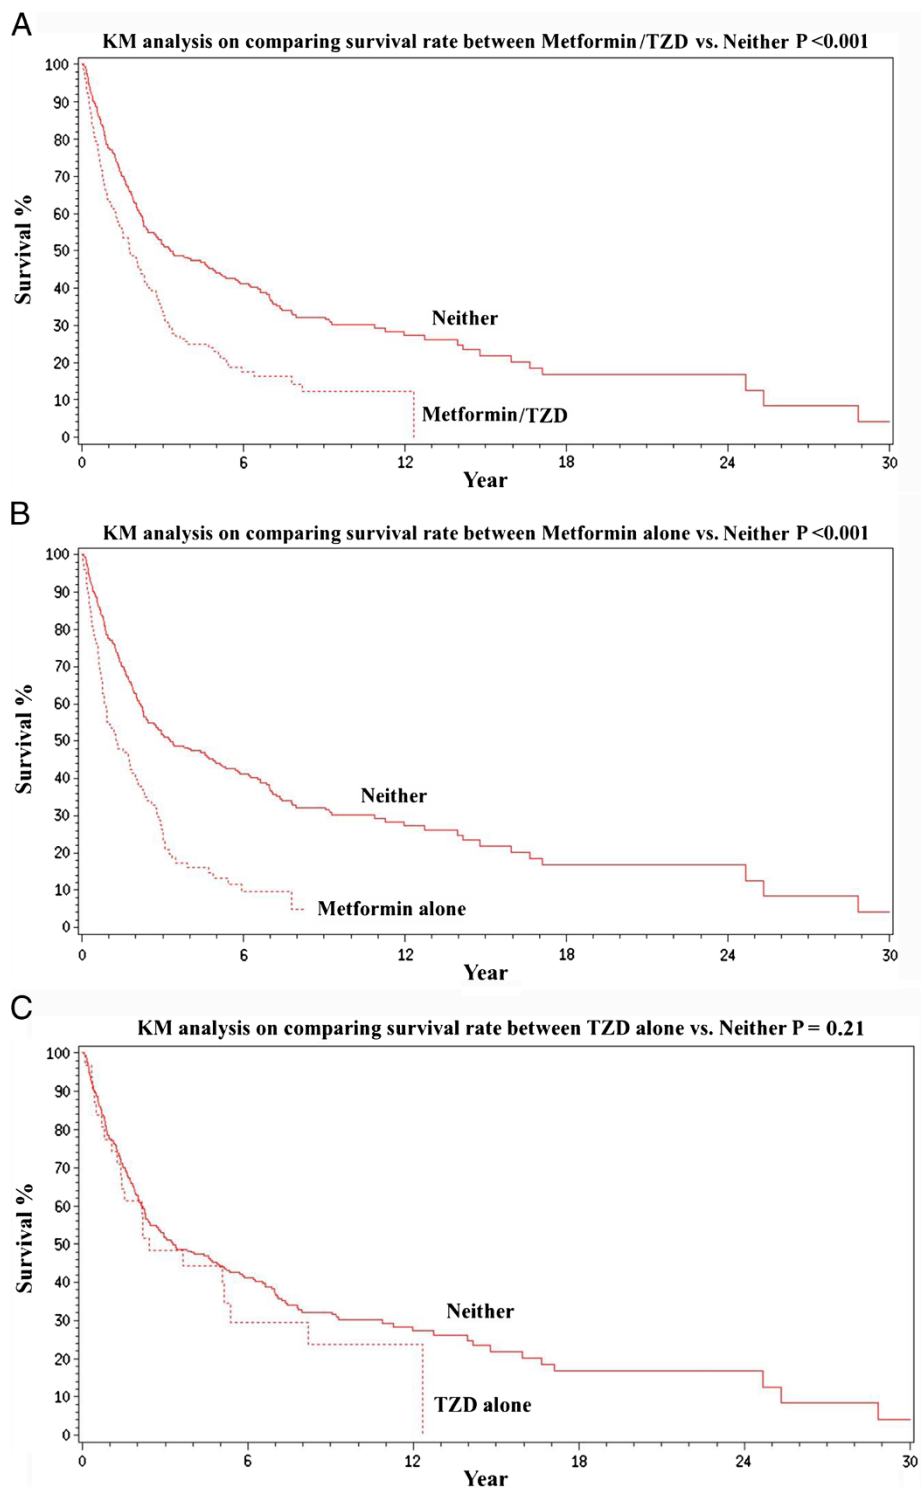 A
KM analysis on comparing survival rate between Metformin/TZD vs. Neither P <0.001
100
90
80
70
60
50
40
30
20
10
0
Survival %
Neither
Metformin/TZD
0 6 12 18 24 30
Year
B
KM analysis on comparing survival rate between Metformin alone vs. Neither P <0.001
100
90
80
70
60
50
40
30
20
10
0
Survival %
Neither
Metformin alone
0 6 12 18 24 30
Year
C
KM analysis on comparing survival rate between TZD alone vs. Neither P = 0.21
100
90
80
70
60
50
40
30
20
10
0
Survival %
Neither
TZD alone
0 6 12 18 24 30
Year